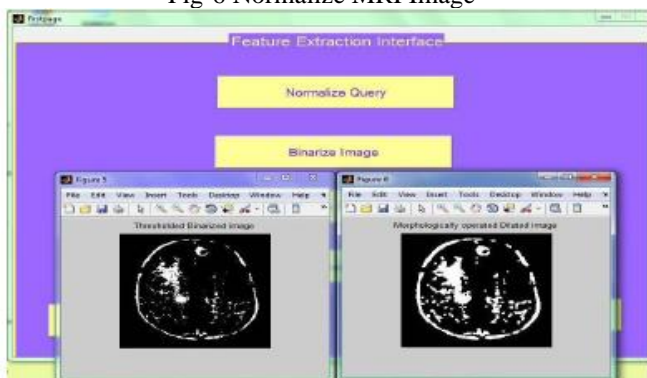 Fig-6 Normalize MRI Image
Firstpage
Feature Extraction Interface
Normalize Query
Binarize Image
Figure 5
File Edit View Insert Tools Desktop Window Help
Thresholded Binarized image
Figure 6
File Edit View Insert Tools Desktop Window Help
Morphologically operated Dilated image